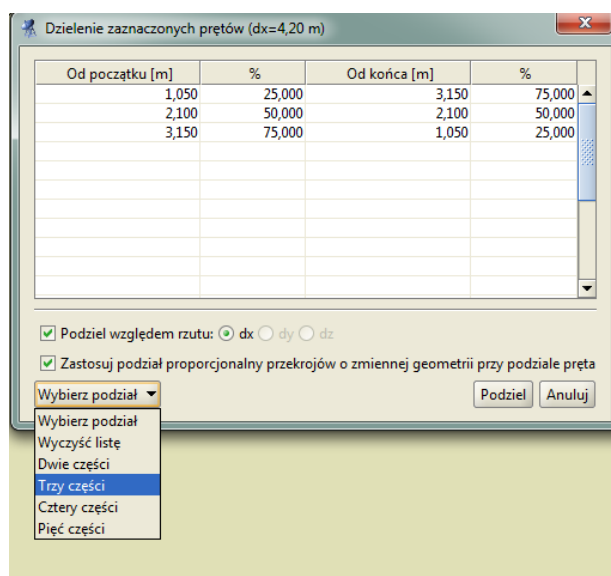 Dzielenie zaznaczonych prętów (dx=4,20 m)
Od początku [m] % Od końca [m] %
1,050 25,000 3,150 75,000
2,100 50,000 2,100 50,000
3,150 75,000 1,050 25,000
Podziel względem rzutu: dx dy dz
Zastosuj podział proporcjonalny przekrojów o zmiennej geometrii przy podziale pręta
Wybierz podział Podziel Anuluj
Wybierz podział
Wyczyść listę
Dwie części
Trzy części
Cztery części
Pięć części